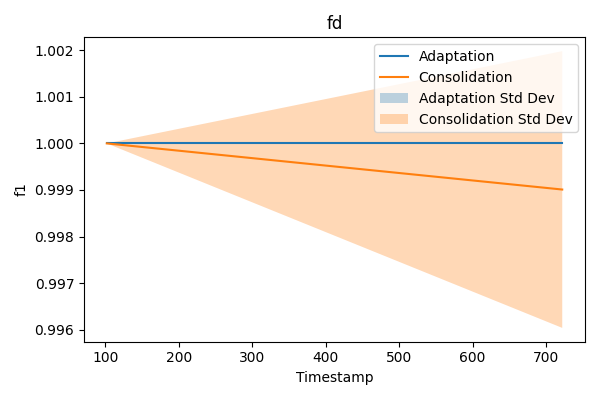 fd
Adaptation
Consolidation
Adaptation Std Dev
Consolidation Std Dev
f1
1.002
1.001
1.000
0.999
0.998
0.997
0.996
100 200 300 400 500 600 700
Timestamp